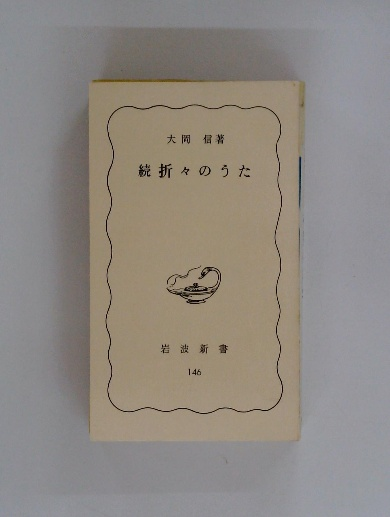 大岡 信著
続 折々のうた
岩波新書
146